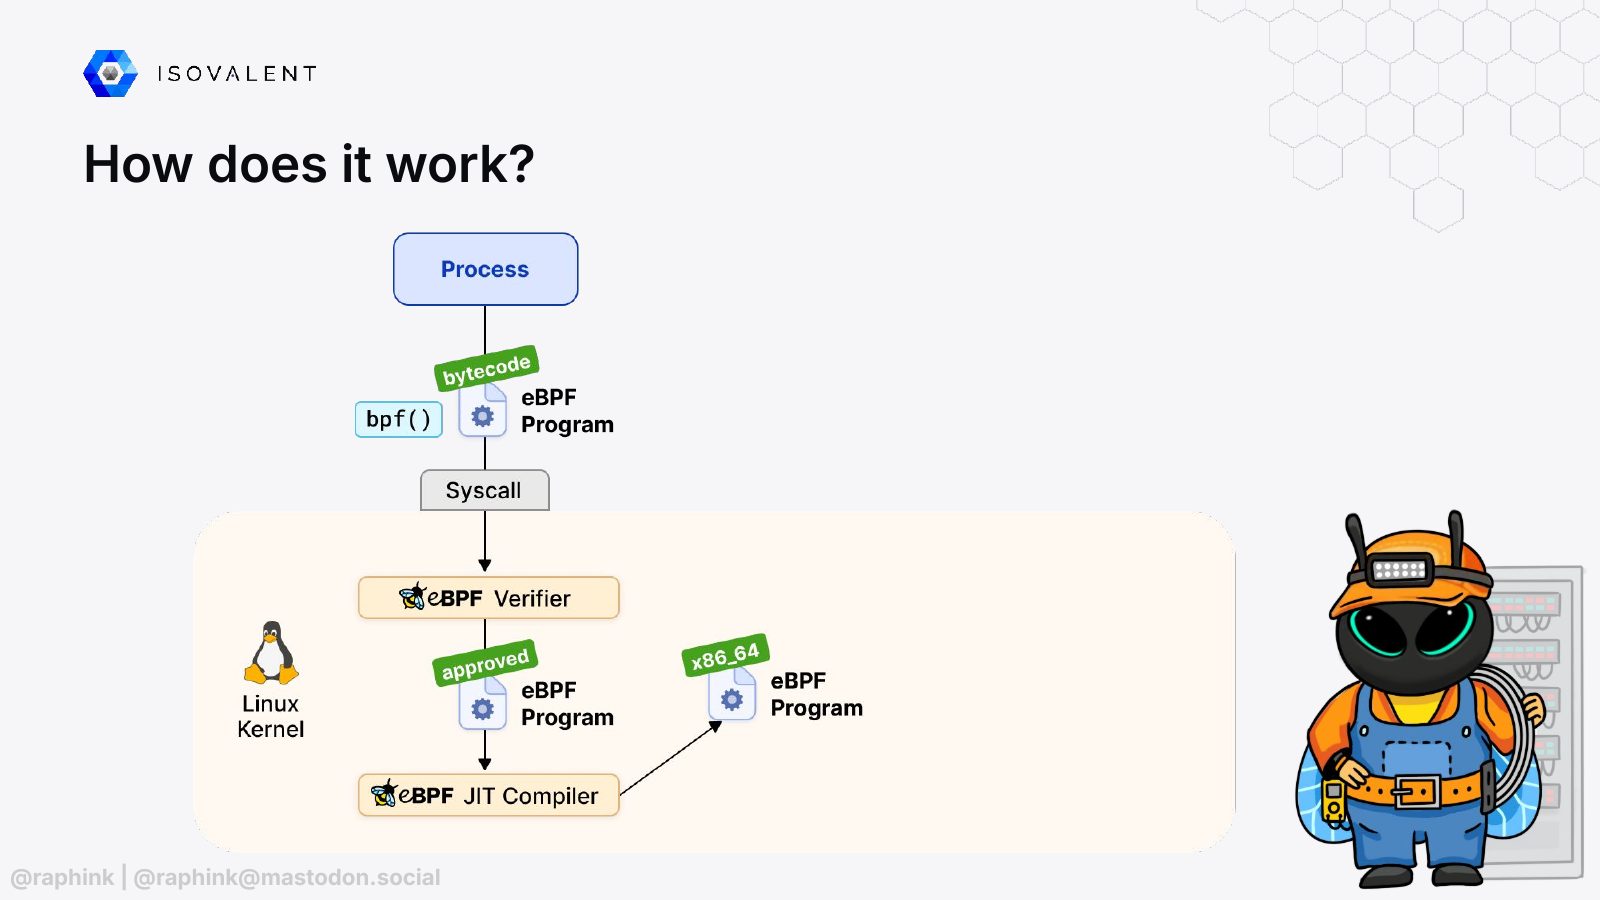 ISOVALENT
How does it work?
Process
bytecode
bpf()
eBPF
Program
Syscall
eBPF Verifier
approved
eBPF
Program
x86_64
eBPF
Program
Linux
Kernel
eBPF JIT Compiler
@raphink | @raphink@mastodon.social